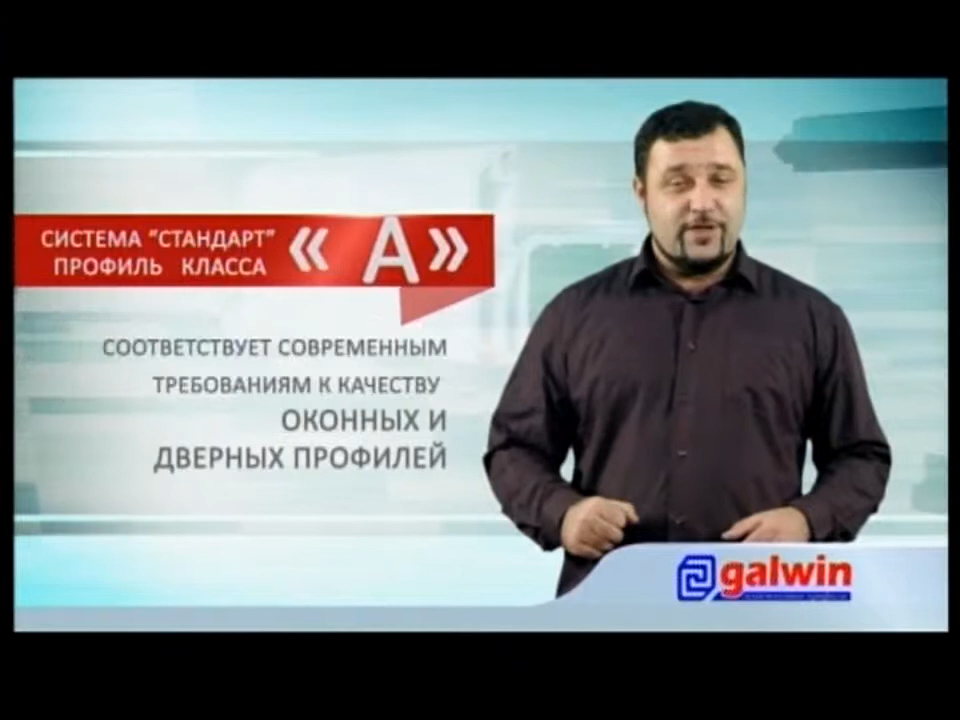 СИСТЕМА "СТАНДАРТ"
ПРОФИЛЬ КЛАССА
« А »
СООТВЕТСТВУЕТ СОВРЕМЕННЫМ
ТРЕБОВАНИЯМ К КАЧЕСТВУ
ОКОННЫХ И
ДВЕРНЫХ ПРОФИЛЕЙ
galwin